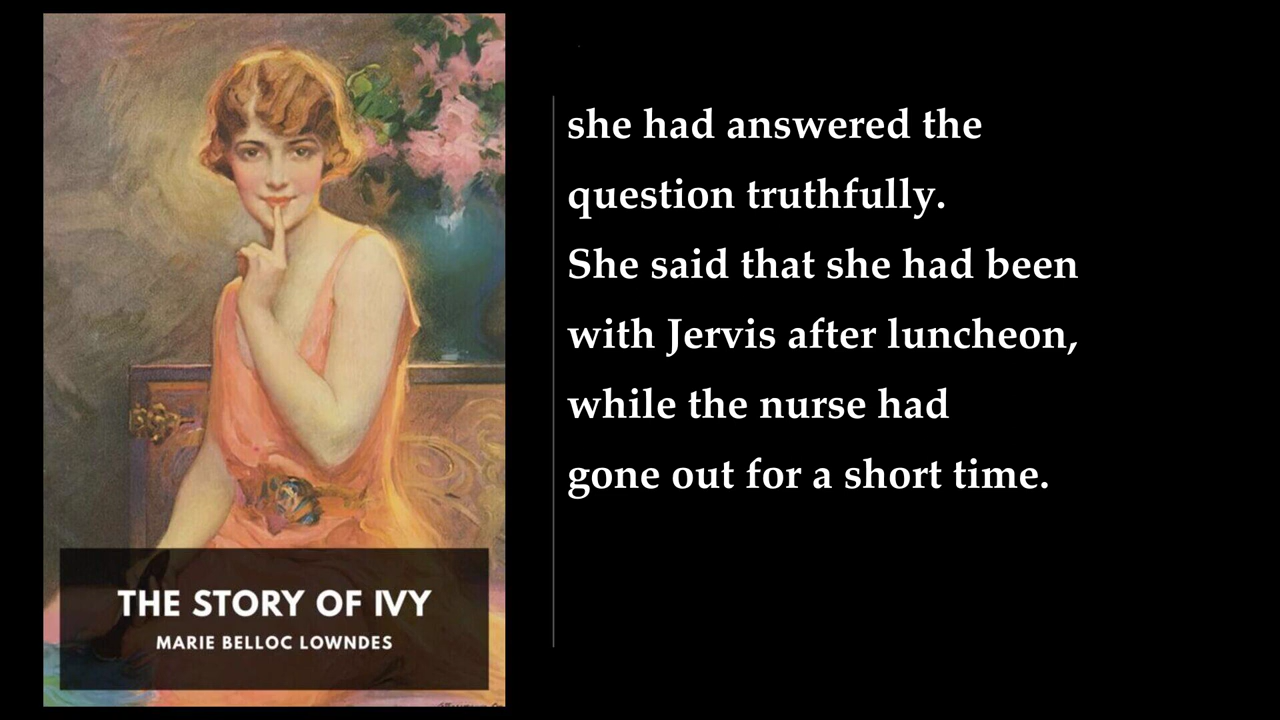 THE STORY OF IVY
MARIE BELLOC LOWNDES
she had answered the
question truthfully.
She said that she had been
with Jervis after luncheon,
while the nurse had
gone out for a short time.